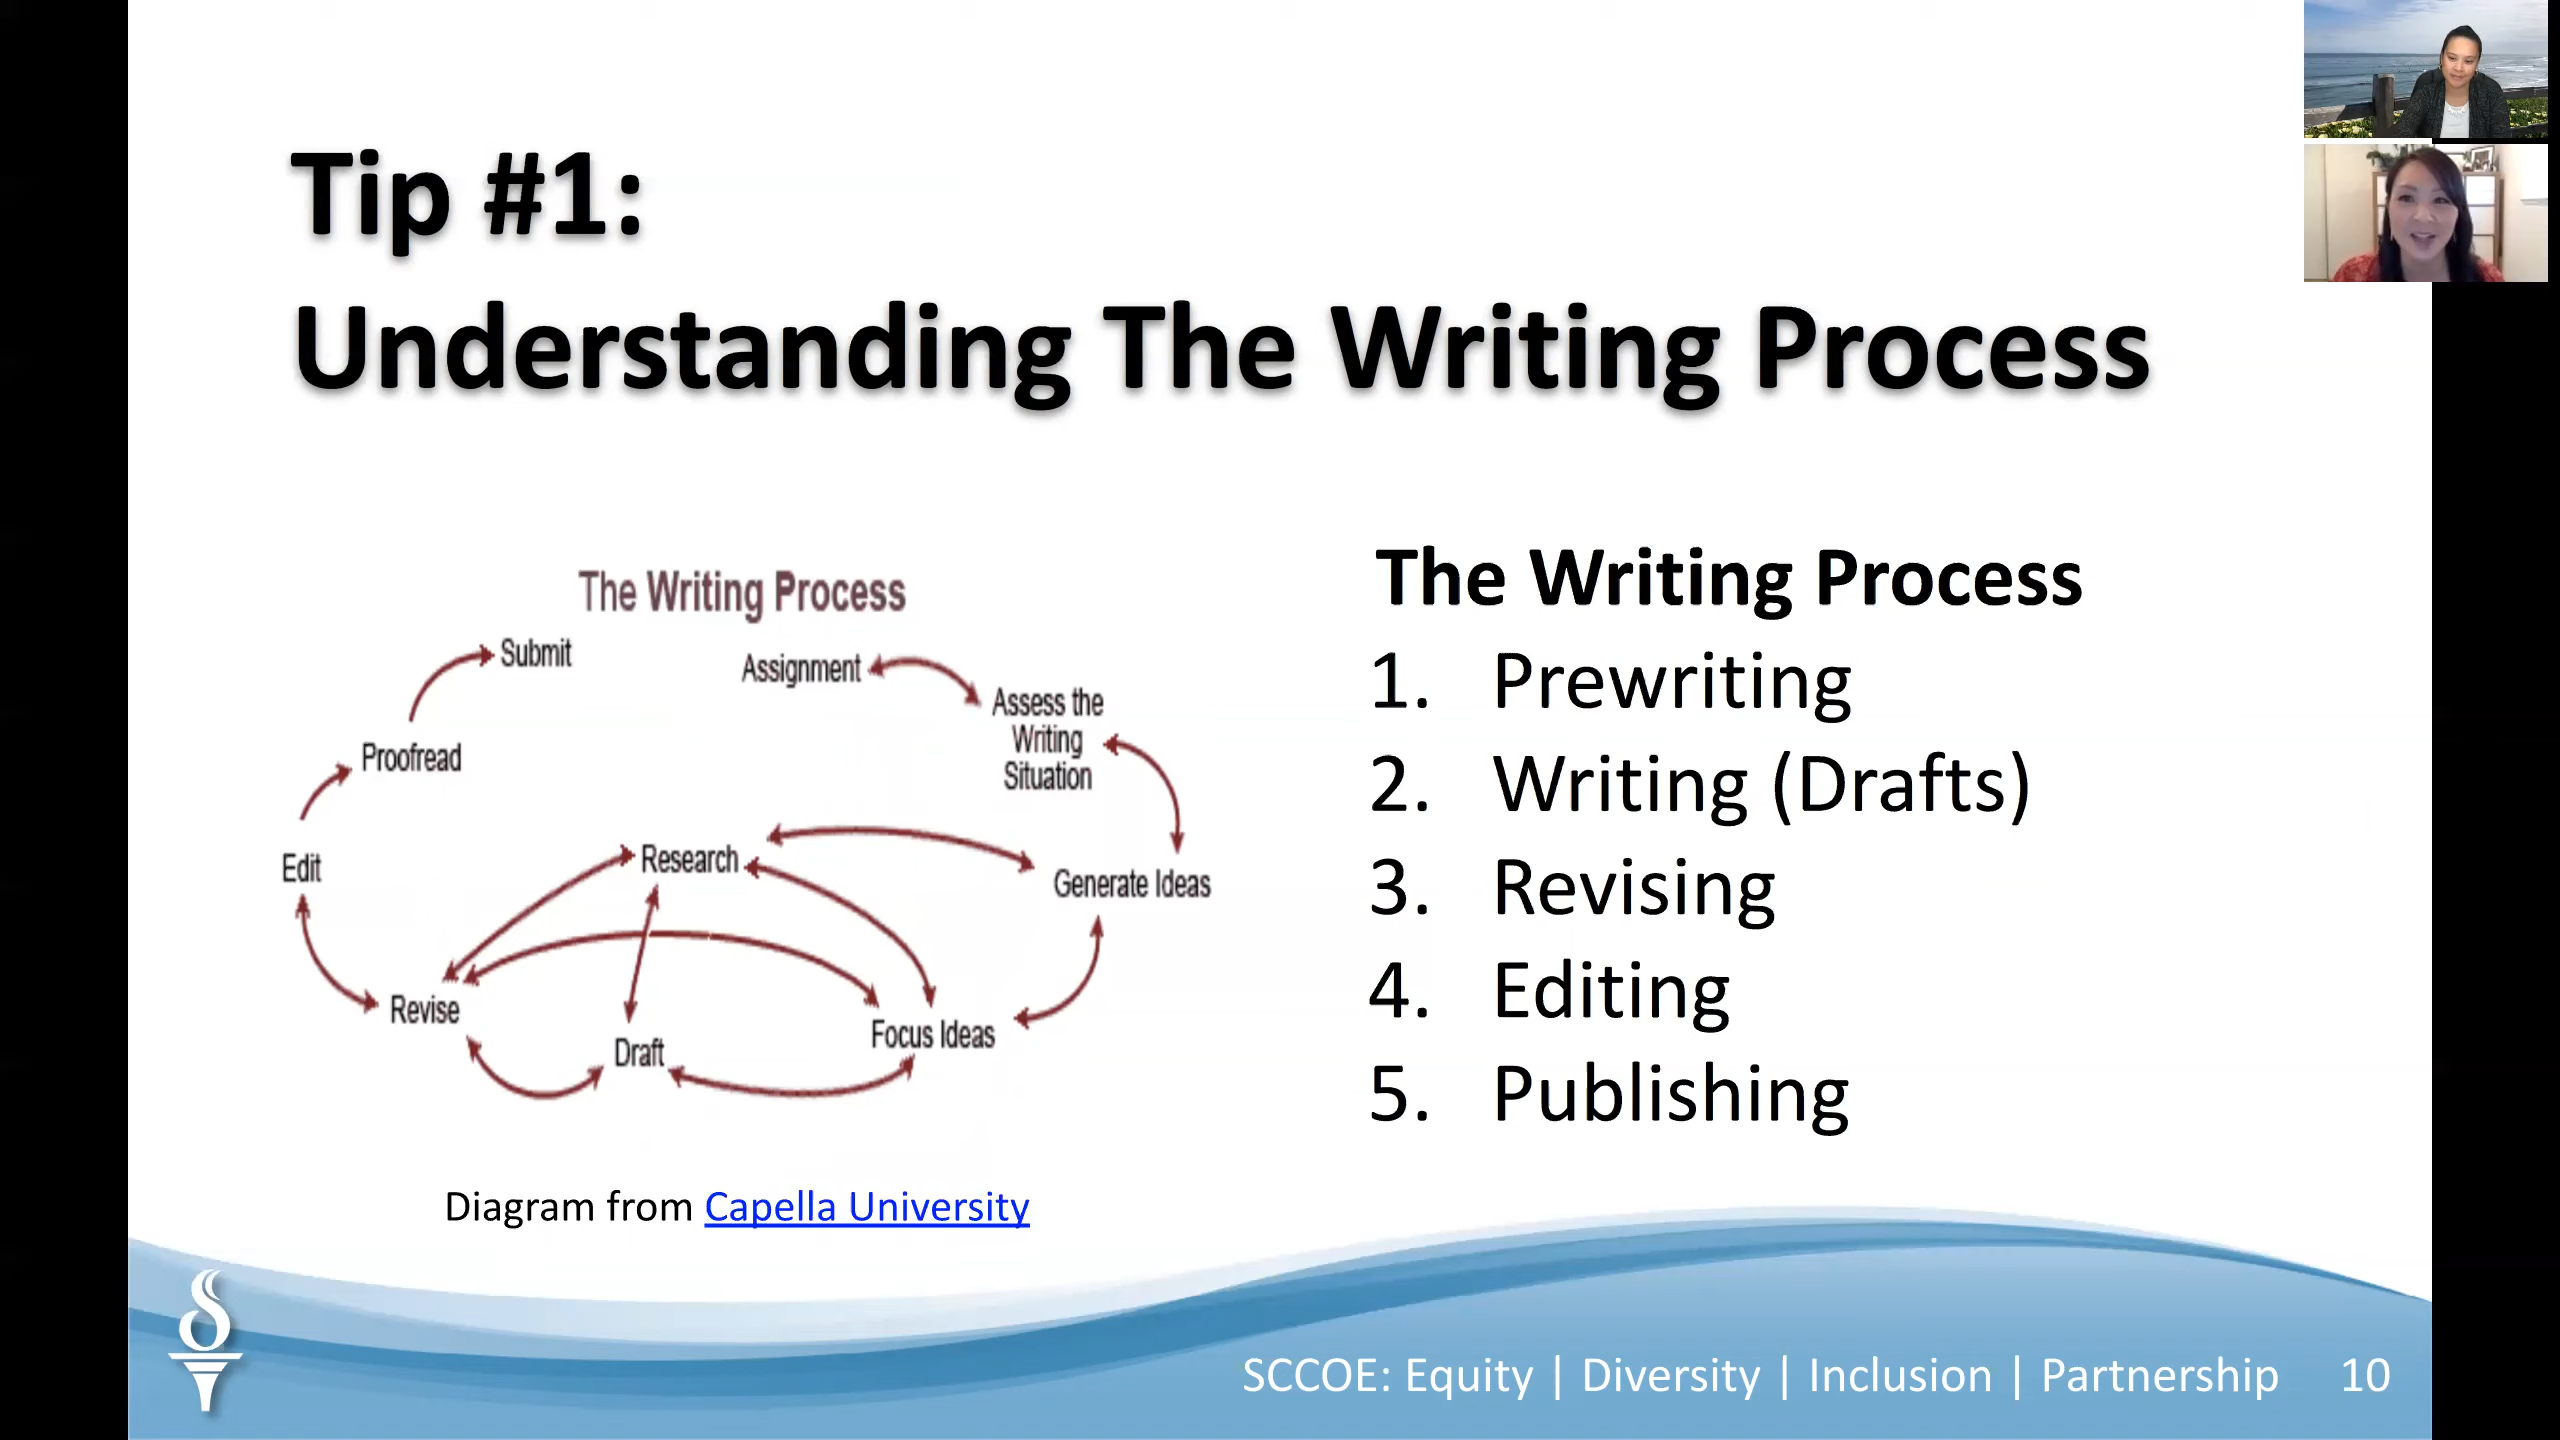 Tip #1:
Understanding The Writing Process
The Writing Process
Submit
Assignment
Assess the
Writing
Situation
Proofread
Research
Edit
Generate Ideas
Revise
Draft
Focus Ideas
Diagram from Capella University
The Writing Process
1. Prewriting
2. Writing (Drafts)
3. Revising
4. Editing
5. Publishing
SCCOE: Equity | Diversity | Inclusion | Partnership 10